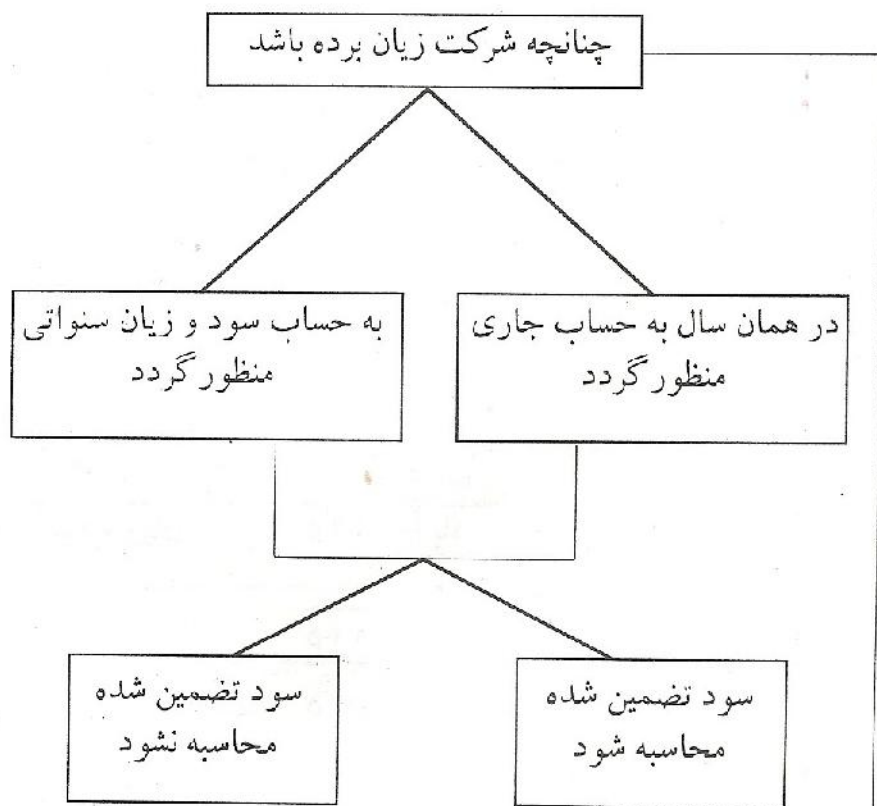 چنانچه شرکت زیان برده باشد
در همان سال به حساب جاری
منظور گردد
به حساب سود و زیان سنواتی
منظور گردد
سود تضمین شده
محاسبه شود
سود تضمین شده
محاسبه نشود